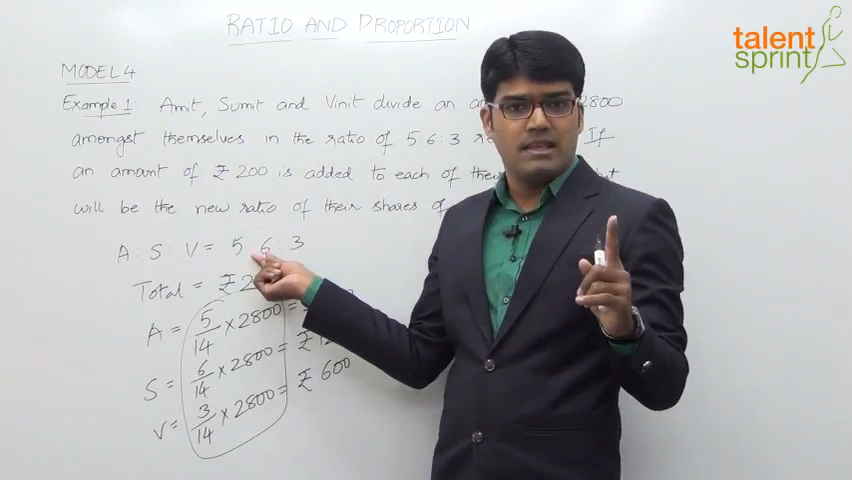 RATIO AND PROPORTION
talent
sprint
MODEL 4:
Example 1: Amit, Sumit and Vinit divide an 2800
amongst themselves in the ratio of 5 6:3 If
an amount of ₹ 200 is added to each of their
will be the new ratio of their shares of
A: S: V = 5:6:3
Total = ₹
A = 5/14 × 2800 =
S = 6/14 × 2800 = ₹
V = 3/14 × 2800 = ₹ 600